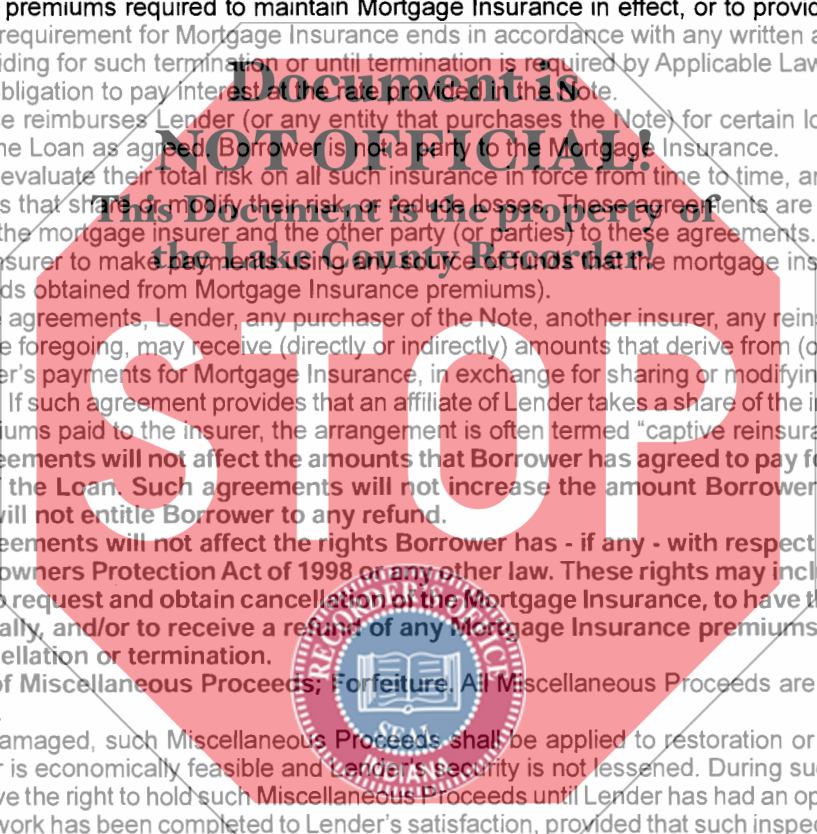 premiums required to maintain Mortgage Insurance in effect, or to provid
requirement for Mortgage Insurance ends in accordance with any written a
iding for such termination or until termination is required by Applicable Law
bligation to pay interest at the rate provided in the Note.
Document is
e reimburses Lender (or any entity that purchases the Note) for certain lo
he Loan as agreed. Borrower is not a party to the Mortgage Insurance.
NOT OFFICIAL!
evaluate their total risk on all such insurance in force from time to time, an
s that share or modify their risk, or reduce losses. These agreements are
This Document is the property of
the mortgage insurer and the other party (or parties) to these agreements.
nsurer to make payments using any source of funds that the mortgage ins
the Lake County Recorder!
ds obtained from Mortgage Insurance premiums).
agreements, Lender, any purchaser of the Note, another insurer, any rein
e foregoing, may receive (directly or indirectly) amounts that derive from (o
er's payments for Mortgage Insurance, in exchange for sharing or modifyin
If such agreement provides that an affiliate of Lender takes a share of the i
iums paid to the insurer, the arrangement is often termed "captive reinsura
STOP
eements will not affect the amounts that Borrower has agreed to pay fo
the Loan. Such agreements will not increase the amount Borrower
will not entitle Borrower to any refund.
eements will not affect the rights Borrower has - if any - with respect
owners Protection Act of 1998 or any other law. These rights may incl
o request and obtain cancellation of the Mortgage Insurance, to have t
ally, and/or to receive a refund of any Mortgage Insurance premiums
ellation or termination.
RECORDER'S OFFICE
of Miscellaneous Proceeds; Forfeiture. All Miscellaneous Proceeds are
SEAL
INDIANA
amaged, such Miscellaneous Proceeds shall be applied to restoration or
r is economically feasible and Lender's security is not lessened. During su
ve the right to hold such Miscellaneous Proceeds until Lender has had an op
work has been completed to Lender's satisfaction, provided that such inspec